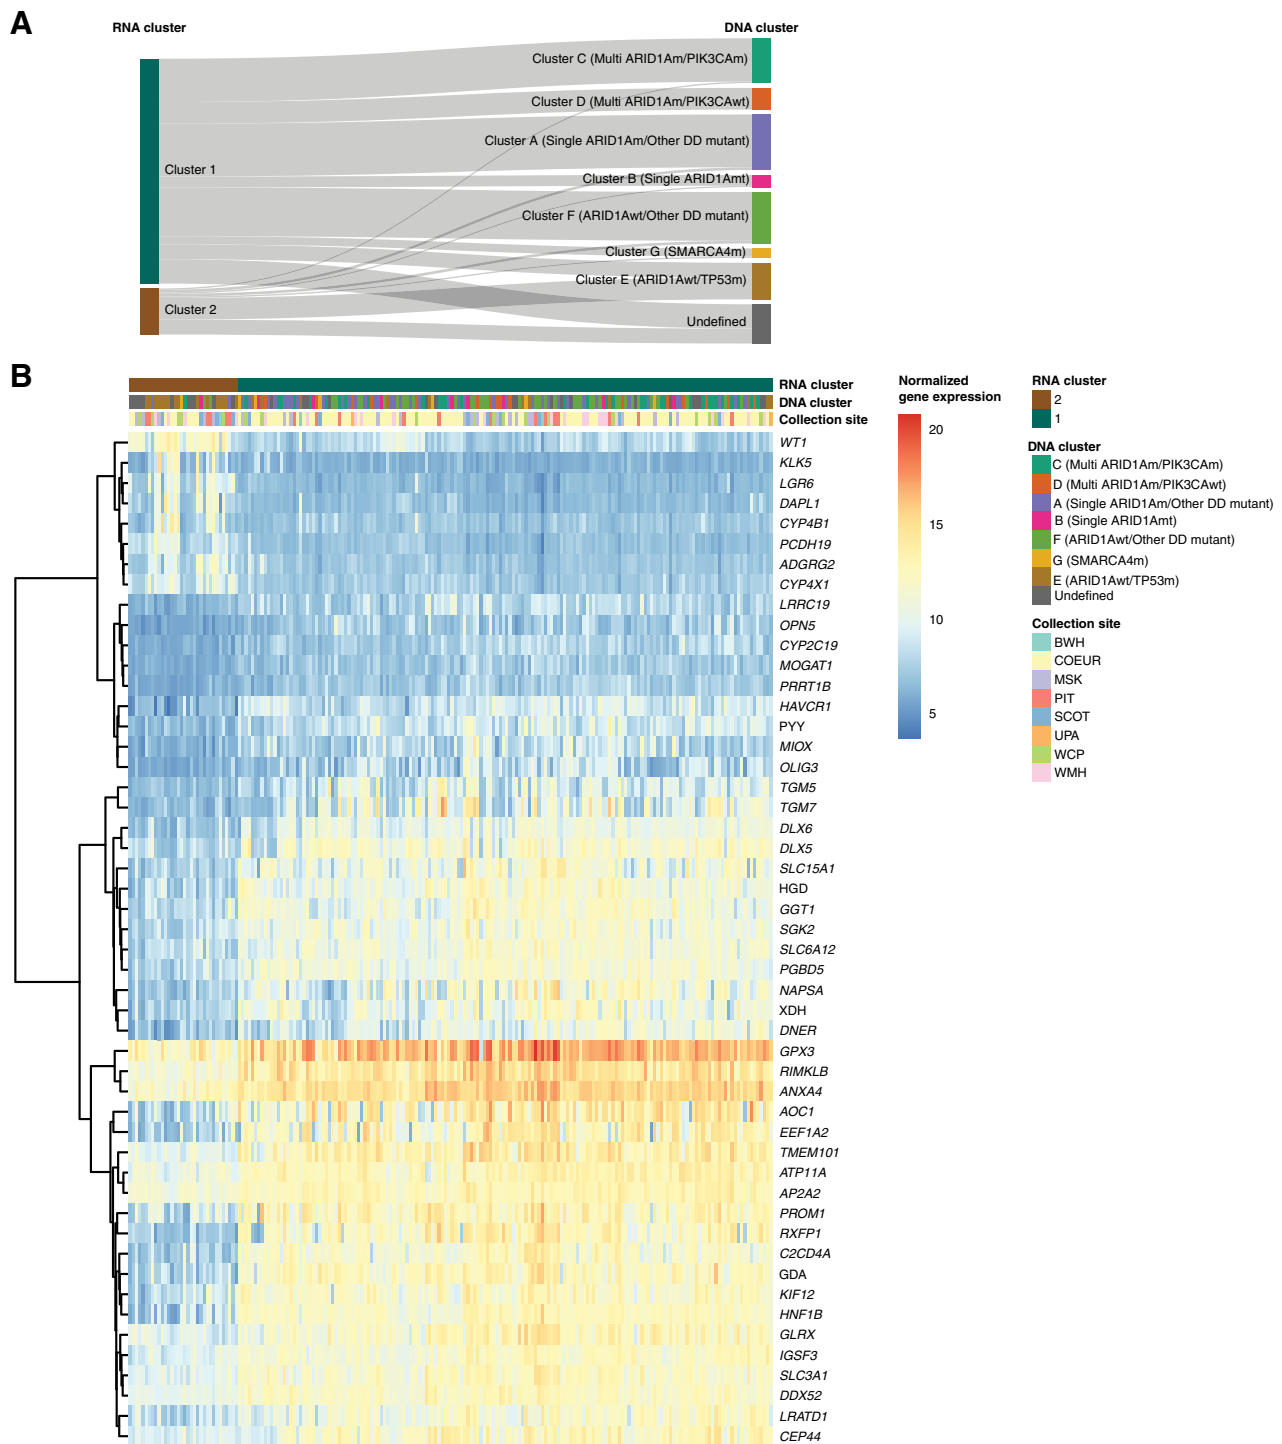 A
RNA cluster
DNA cluster
Cluster C (Multi ARID1Am/PIK3CAm)
Cluster D (Multi ARID1Am/PIK3CAwt)
Cluster A (Single ARID1Am/Other DD mutant)
Cluster 1
Cluster B (Single ARID1Amt)
Cluster F (ARID1Awt/Other DD mutant)
Cluster G (SMARCA4m)
Cluster E (ARID1Awt/TP53m)
Cluster 2
Undefined
B
RNA cluster
DNA cluster
Collection site
WT1
KLK5
LGR6
DAPL1
CYP4B1
PCDH19
ADGRG2
CYP4X1
LRRC19
OPN5
CYP2C19
MOGAT1
PRRT1B
HAVCR1
PYY
MIOX
OLIG3
TGM5
TGM7
DLX6
DLX5
SLC15A1
HGD
GGT1
SGK2
SLC6A12
PGBD5
NAPSA
XDH
DNER
GPX3
RIMKLB
ANXA4
AOC1
EEF1A2
TMEM101
ATP11A
AP2A2
PROM1
RXFP1
C2CD4A
GDA
KIF12
HNF1B
GLRX
IGSF3
SLC3A1
DDX52
LRATD1
CEP44
Normalized
gene expression
20
15
10
5
RNA cluster
2
1
DNA cluster
C (Multi ARID1Am/PIK3CAm)
D (Multi ARID1Am/PIK3CAwt)
A (Single ARID1Am/Other DD mutant)
B (Single ARID1Amt)
F (ARID1Awt/Other DD mutant)
G (SMARCA4m)
E (ARID1Awt/TP53m)
Undefined
Collection site
BWH
COEUR
MSK
PIT
SCOT
UPA
WCP
WMH